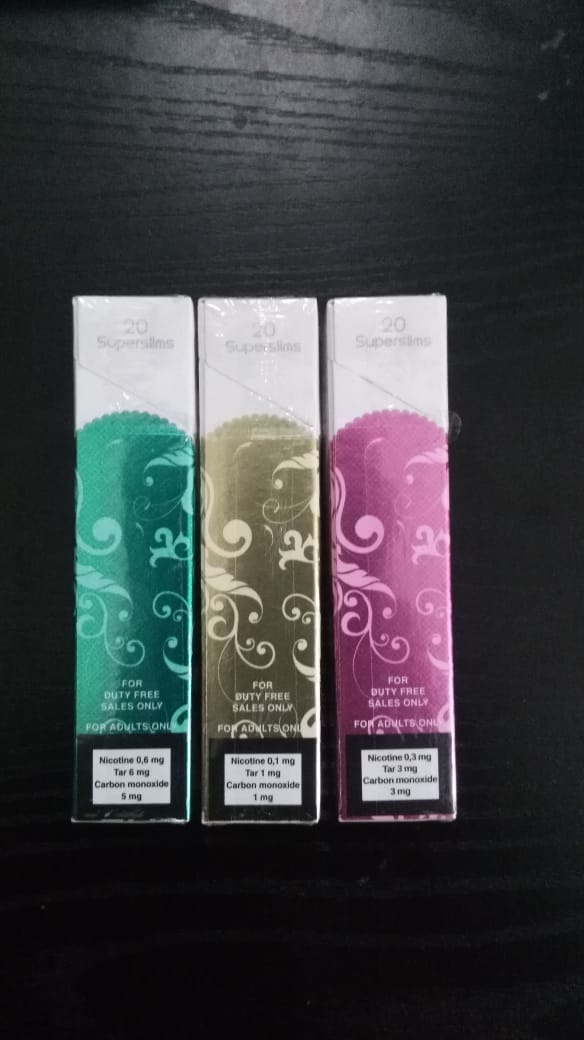 20
Superslims
FOR
DUTY FREE
SALES ONLY
FOR ADULTS ONL
Nicotine 0,6 mg
Tar 6 mg
Carbon monoxide
5 mg
20
Superslims
FOR
DUTY FREE
SALES ONLY
FOR ADULTS ONL
Nicotine 0,1 mg
Tar 1 mg
Carbon monoxide
1 mg
20
Superslims
FOR
DUTY FREE
SALES ONLY
FOR ADULTS ONL
Nicotine 0,3 mg
Tar 3 mg
Carbon monoxide
3 mg